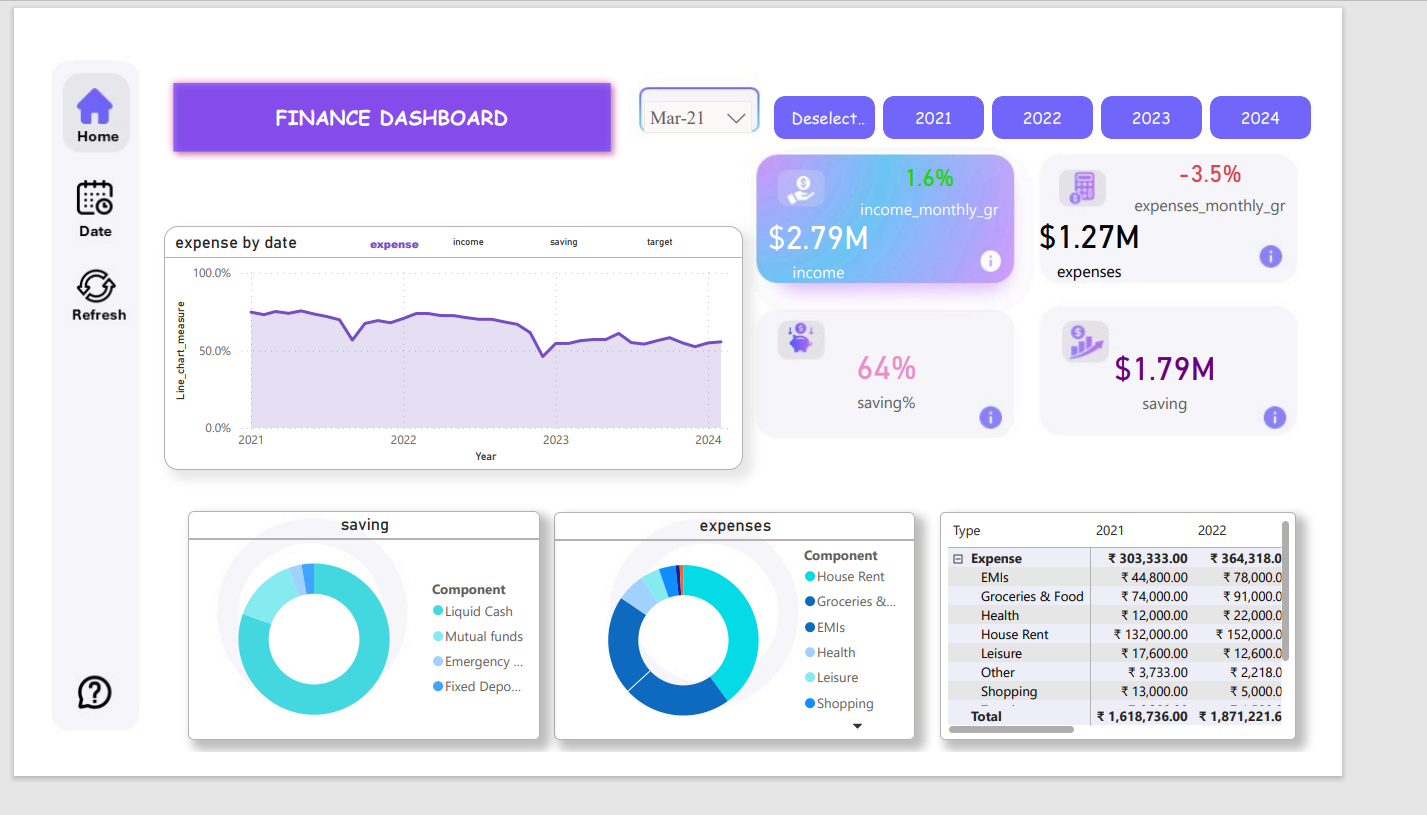 Home
Date
Refresh
FINANCE DASHBOARD
Mar-21
Deselect...
2021
2022
2023
2024
1.6%
income_monthly_gr
$2.79M
income
-3.5%
expenses_monthly_gr
$1.27M
expenses
64%
saving%
$1.79M
saving
expense by date
expense income saving target
100.0%
50.0%
0.0%
Line_chart_measure
2021 2022 2023 2024
Year
saving
Component
Liquid Cash
Mutual funds
Emergency ...
Fixed Depo...
expenses
Component
House Rent
Groceries &...
EMIs
Health
Leisure
Shopping
Type 2021 2022
Expense ₹ 303,333.00 ₹ 364,318.0
EMIs ₹ 44,800.00 ₹ 78,000.0
Groceries & Food ₹ 74,000.00 ₹ 91,000.0
Health ₹ 12,000.00 ₹ 22,000.0
House Rent ₹ 132,000.00 ₹ 152,000.0
Leisure ₹ 17,600.00 ₹ 12,600.0
Other ₹ 3,733.00 ₹ 2,218.0
Shopping ₹ 13,000.00 ₹ 5,000.0
Total ₹ 1,618,736.00 ₹ 1,871,221.6